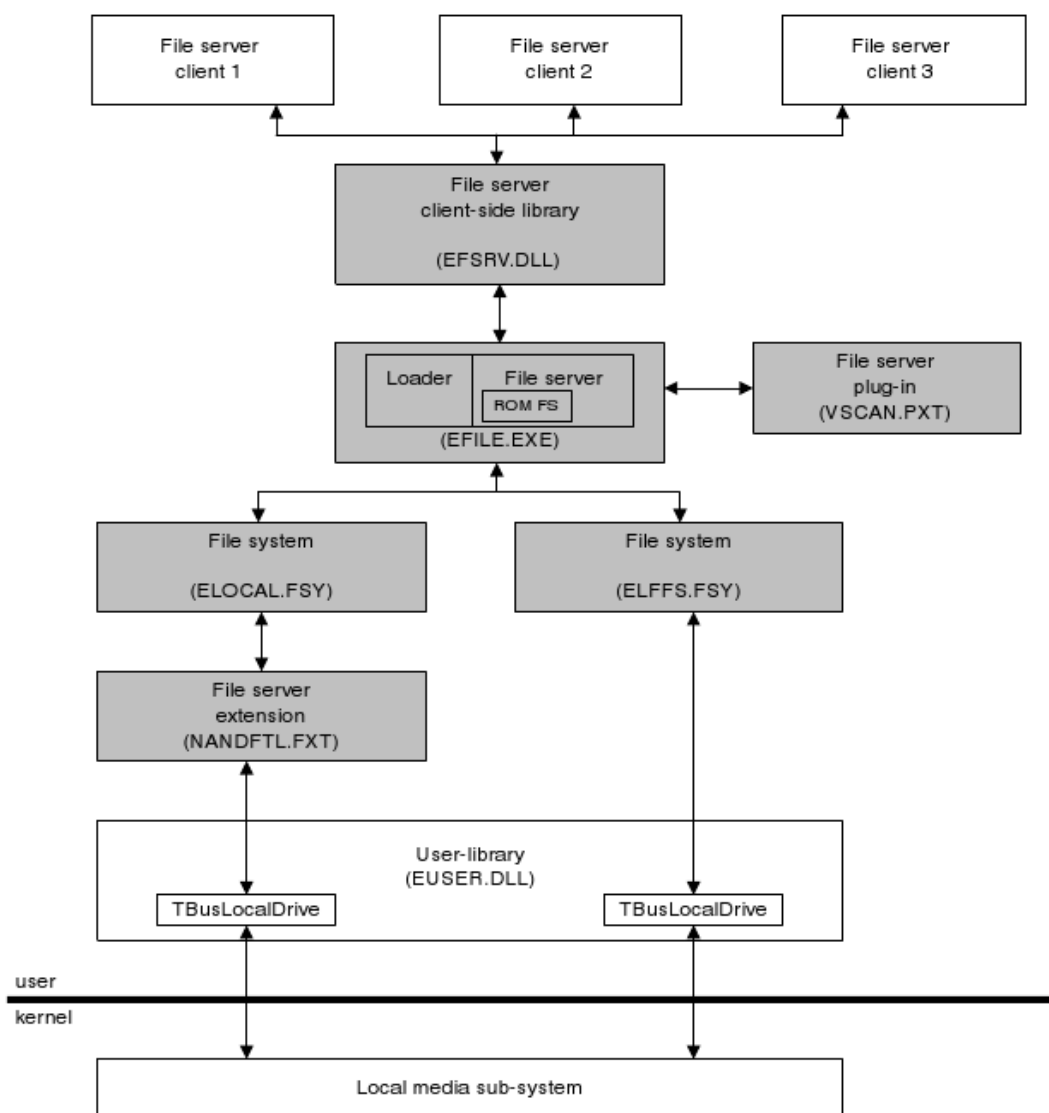 File server
client 1
File server
client 2
File server
client 3
File server
client-side library
(EFSRV.DLL)
Loader
File server
ROM FS
(EFILE.EXE)
File server
plug-in
(VSCAN.PXT)
File system
(ELOCAL.FSY)
File system
(ELFFS.FSY)
File server
extension
(NANDFTL.FXT)
User-library
(EUSER.DLL)
TBusLocalDrive
TBusLocalDrive
user
kernel
Local media sub-system